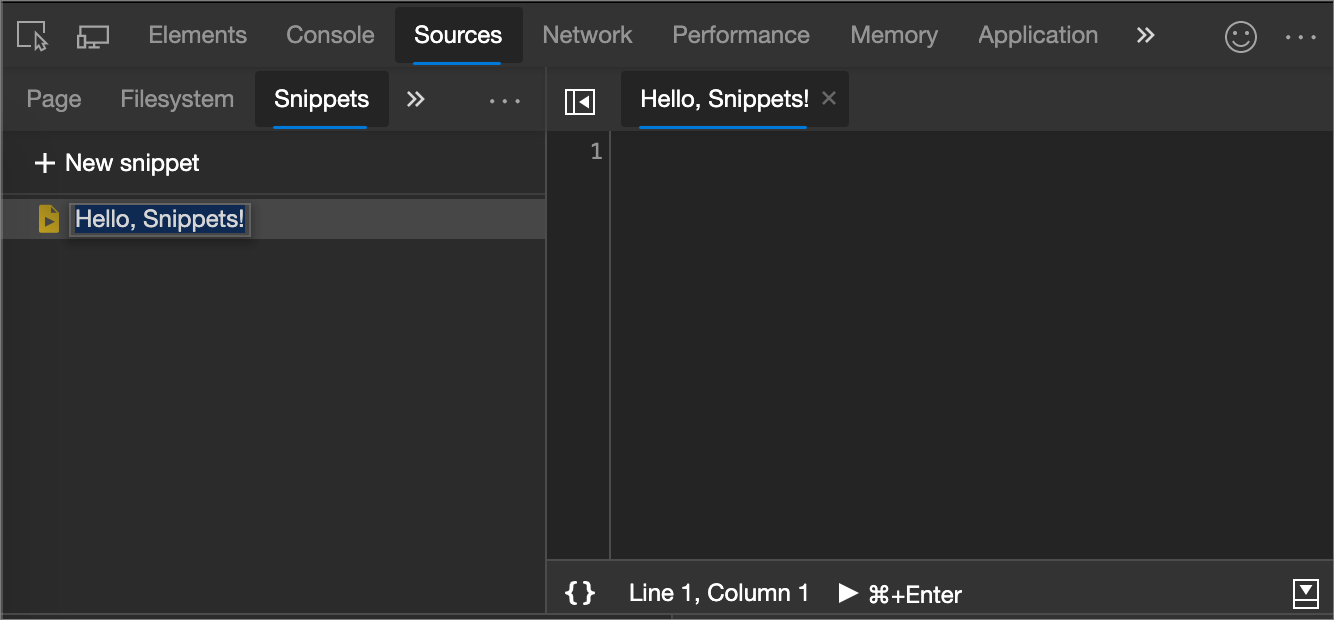 Elements Console Sources Network Performance Memory Application
Page Filesystem Snippets
Hello, Snippets!
1
New snippet
Hello, Snippets!
{} Line 1, Column 1 ⌘+Enter